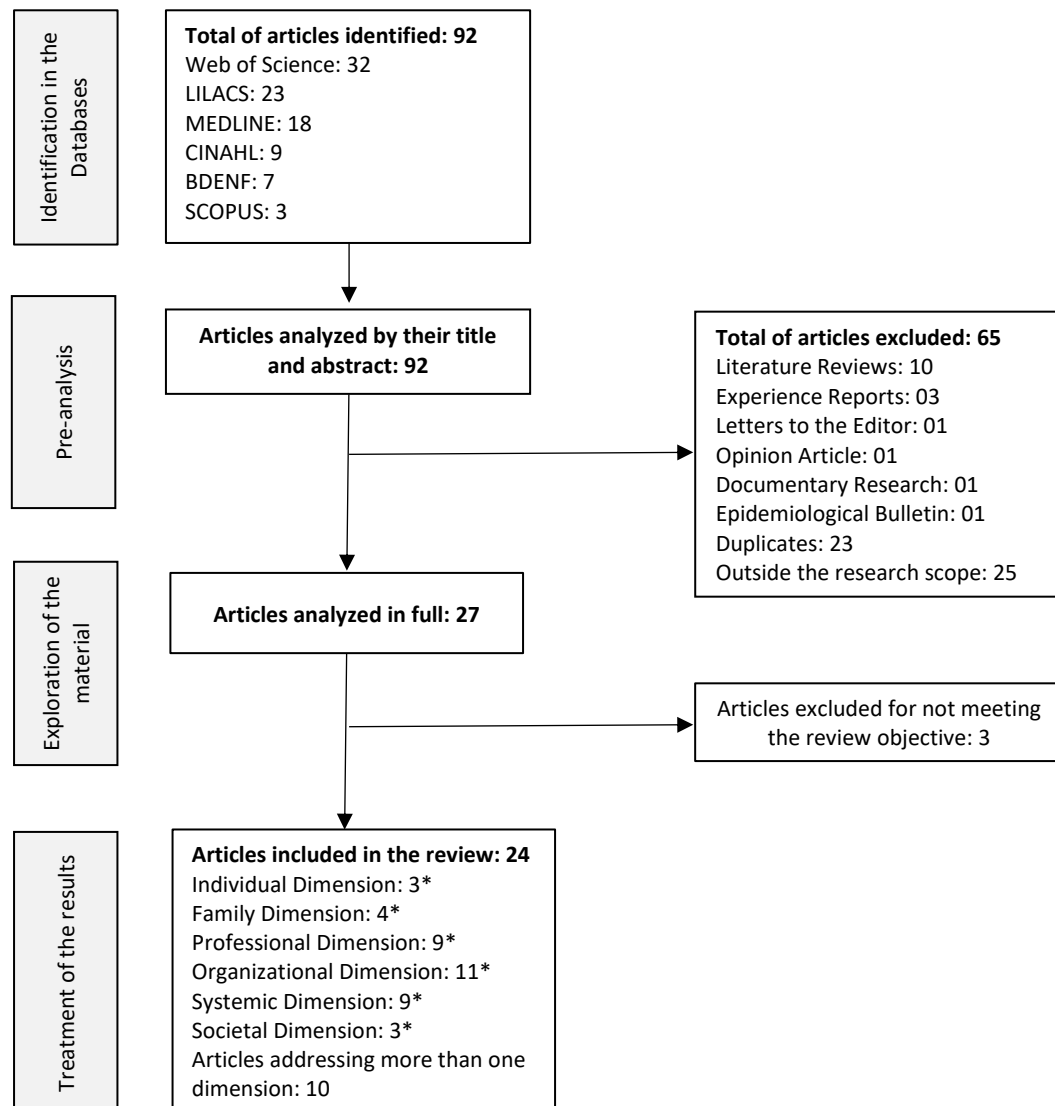 Identification in the
Databases
Total of articles identified: 92
Web of Science: 32
LILACS: 23
MEDLINE: 18
CINAHL: 9
BDENF: 7
SCOPUS: 3
Pre-analysis
Articles analyzed by their title
and abstract: 92
Total of articles excluded: 65
Literature Reviews: 10
Experience Reports: 03
Letters to the Editor: 01
Opinion Article: 01
Documentary Research: 01
Epidemiological Bulletin: 01
Duplicates: 23
Outside the research scope: 25
Exploration of the
material
Articles analyzed in full: 27
Articles excluded for not meeting
the review objective: 3
Treatment of the results
Articles included in the review: 24
Individual Dimension: 3*
Family Dimension: 4*
Professional Dimension: 9*
Organizational Dimension: 11*
Systemic Dimension: 9*
Societal Dimension: 3*
Articles addressing more than one
dimension: 10